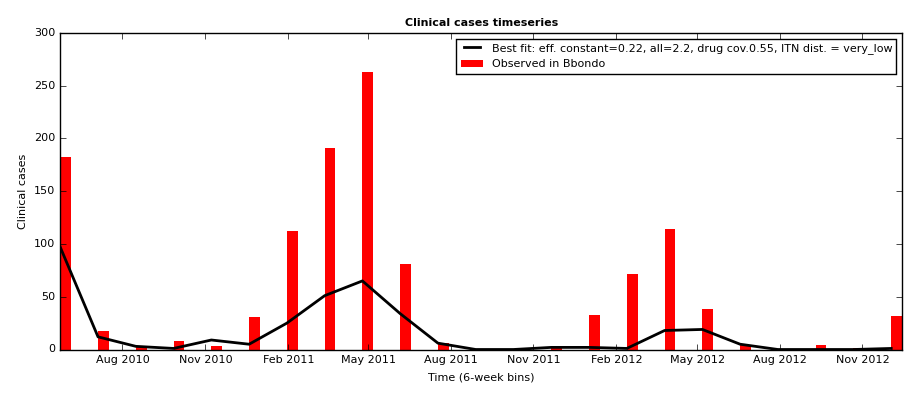 Clinical cases timeseries
Best fit: eff. constant=0.22, all=2.2, drug cov.0.55, ITN dist. = very_low
Observed in Bbondo
300
250
200
150
100
50
0
Clinical cases
Aug 2010 Nov 2010 Feb 2011 May 2011 Aug 2011 Nov 2011 Feb 2012 May 2012 Aug 2012 Nov 2012
Time (6-week bins)